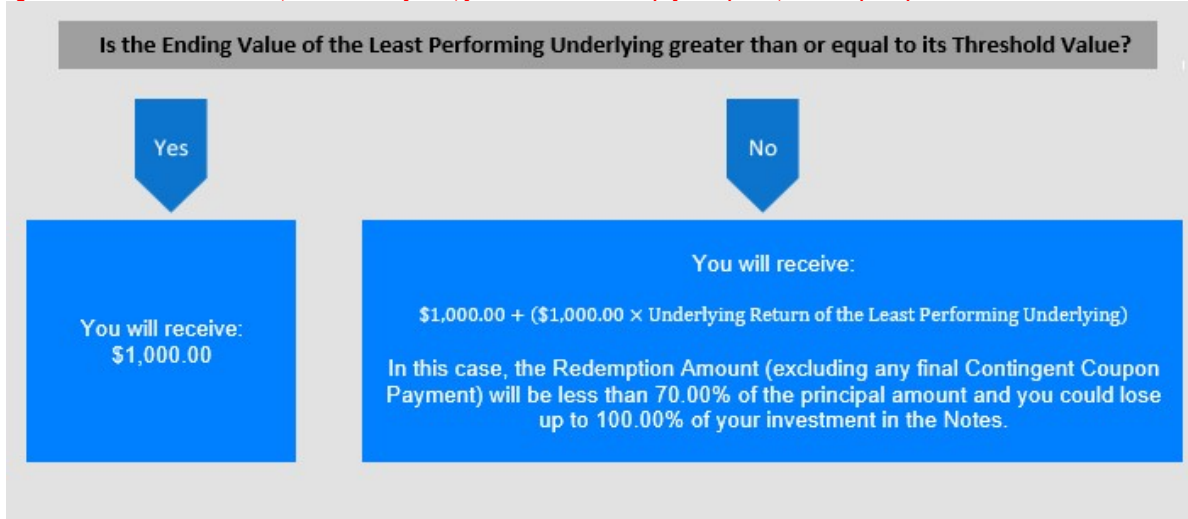 Is the Ending Value of the Least Performing Underlying greater than or equal to its Threshold Value?
Yes
No
You will receive:
$1,000.00
You will receive:
$1,000.00 + ($1,000.00 × Underlying Return of the Least Performing Underlying)
In this case, the Redemption Amount (excluding any final Contingent Coupon
Payment) will be less than 70.00% of the principal amount and you could lose
up to 100.00% of your investment in the Notes.